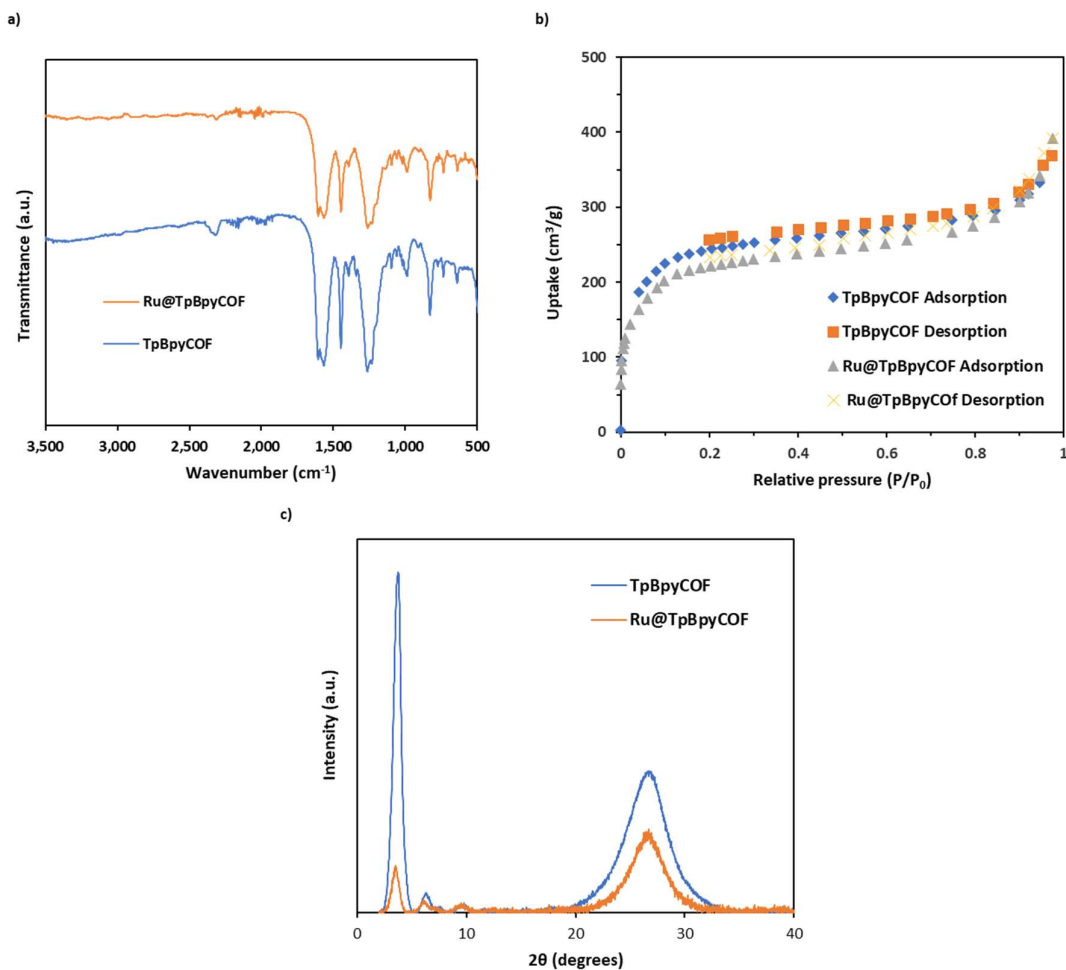 a)
Transmittance (a.u.)
Ru@TpBpyCOF
TpBpyCOF
3,500 3,000 2,500 2,000 1,500 1,000 500
Wavenumber (cm⁻¹)
b)
500
400
300
200
100
0
Uptake (cm³/g)
TpBpyCOF Adsorption
TpBpyCOF Desorption
Ru@TpBpyCOF Adsorption
Ru@TpBpyCOf Desorption
0 0.2 0.4 0.6 0.8 1
Relative pressure (P/P₀)
c)
Intensity (a.u.)
TpBpyCOF
Ru@TpBpyCOF
0 10 20 30 40
2θ (degrees)